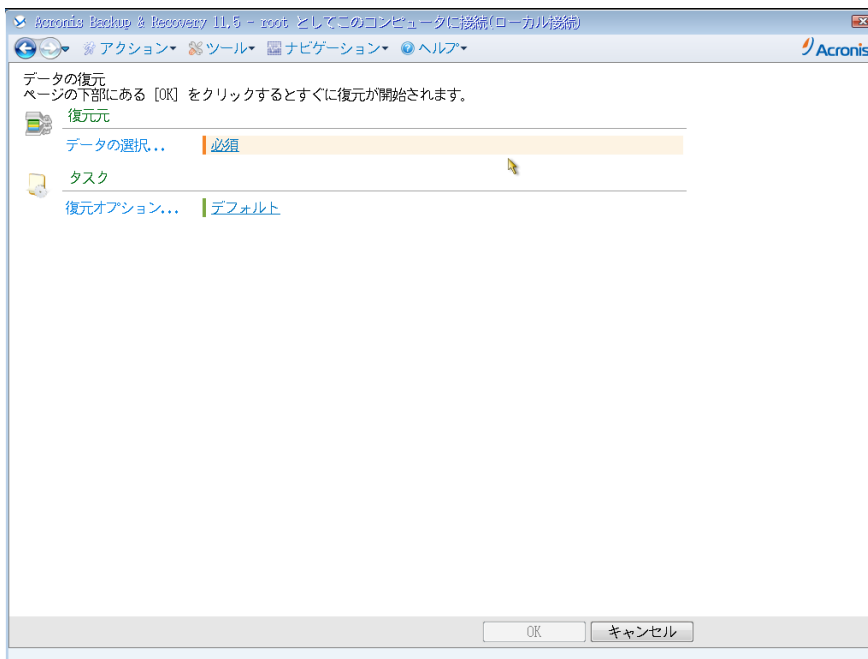 Acronis Backup & Recovery 11.5 - root としてこのコンピュータに接続(ローカル接続)
アクション ツール ナビゲーション ヘルプ Acronis
データの復元
ページの下部にある [OK] をクリックするとすぐに復元が開始されます。
復元元
データの選択... 必須
タスク
復元オプション... デフォルト
OK キャンセル